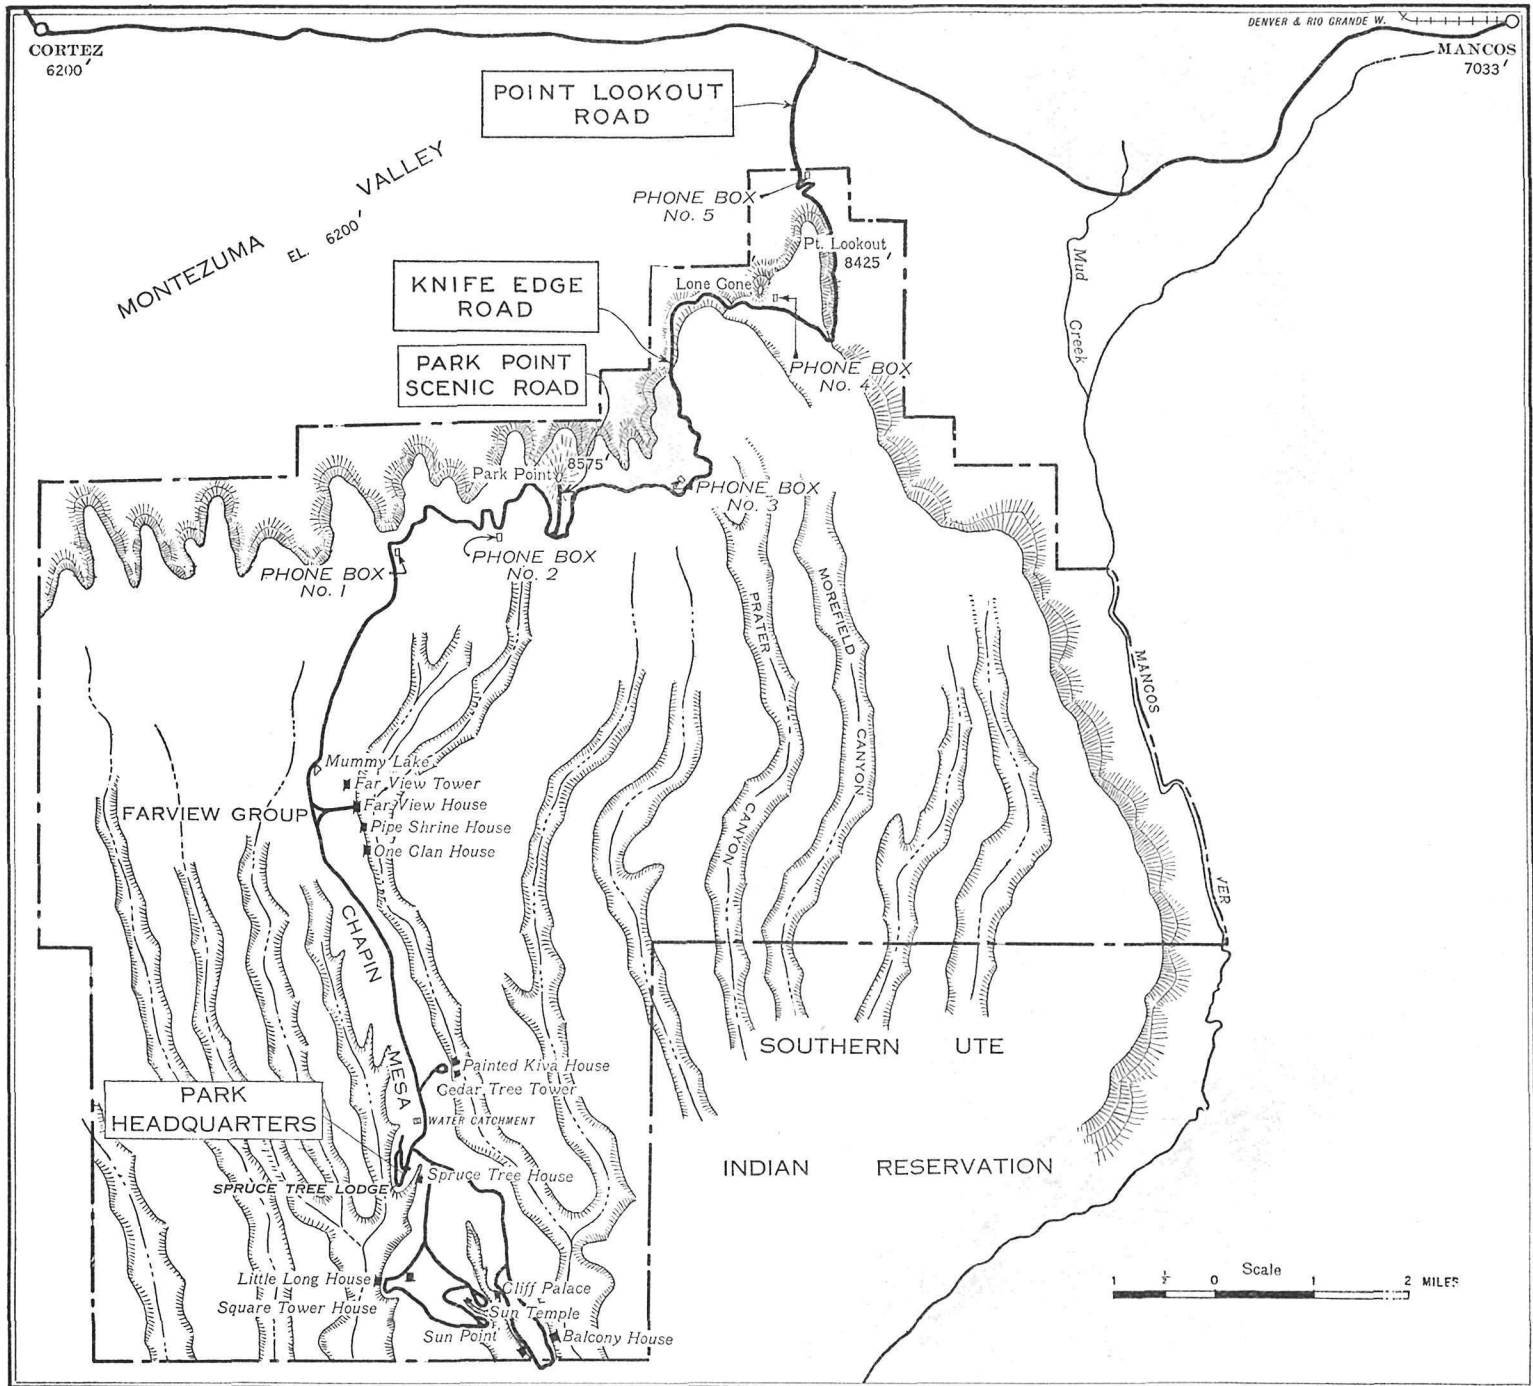 DENVER & RIO GRANDE W.
CORTEZ
6200'
MANCOS
7033'
POINT LOOKOUT
ROAD
MONTEZUMA VALLEY
EL. 6200'
PHONE BOX
No. 5
Pt. Lookout
8425'
Mud Creek
KNIFE EDGE
ROAD
Lone Gone
PARK POINT
SCENIC ROAD
PHONE BOX
No. 4
Park Point
8575'
PHONE BOX
No. 3
PHONE BOX
No. 2
PHONE BOX
No. 1
PRATER CANYON
MOREFIELD CANYON
MANCOS
VER
Mummy Lake
Far View Tower
FARVIEW GROUP
Far View House
Pipe Shrine House
One Clan House
CHAPIN MESA
SOUTHERN UTE
Painted Kiva House
Cedar Tree Tower
PARK
HEADQUARTERS
WATER CATCHMENT
INDIAN RESERVATION
Spruce Tree House
SPRUCE TREE LODGE
Little Long House
Square Tower House
Cliff Palace
Sun Temple
Sun Point
Balcony House
Scale
1 ½ 0 1 2 MILES